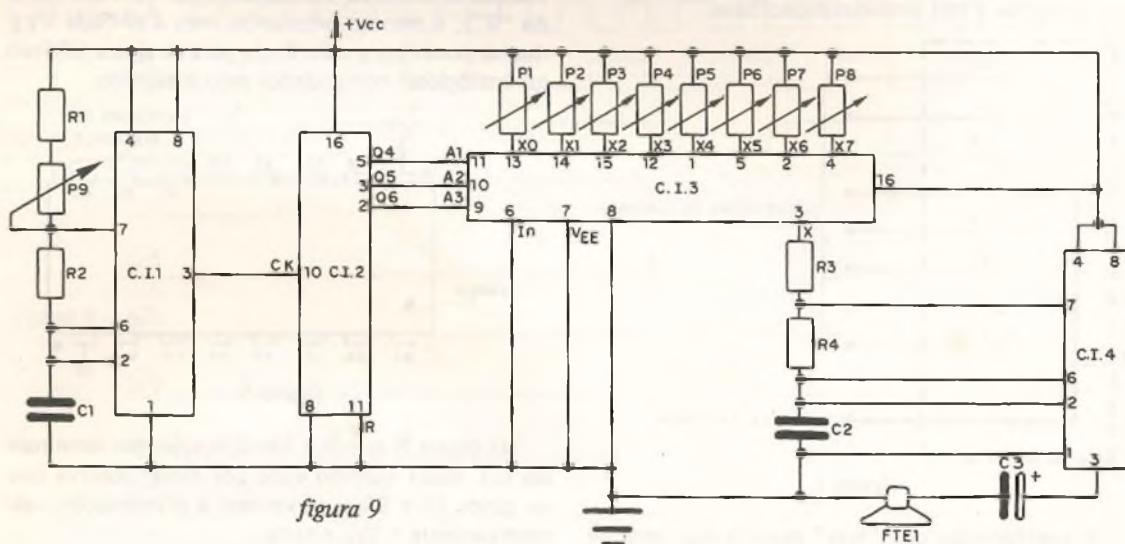 +Vcc
P1 P2 P3 P4 P5 P6 P7 P8
R1
4 8
16
P9
5 Q4 A1 11
X0 X1 X2 X3 X4 X5 X6 X7
13 14 15 12 1 5 2 4
3 Q5 A2 10
C.I.3
16
2 Q6 A3 9
7
6 7 8 3
In VEE X
4 8
R2
C.I.1
3 CK 10 C.I.2
R3
7
6
R4
C.I.4
2
6
2
C1
C2
1
1
8 11
R
C3 + 3
figura 9
FTE1